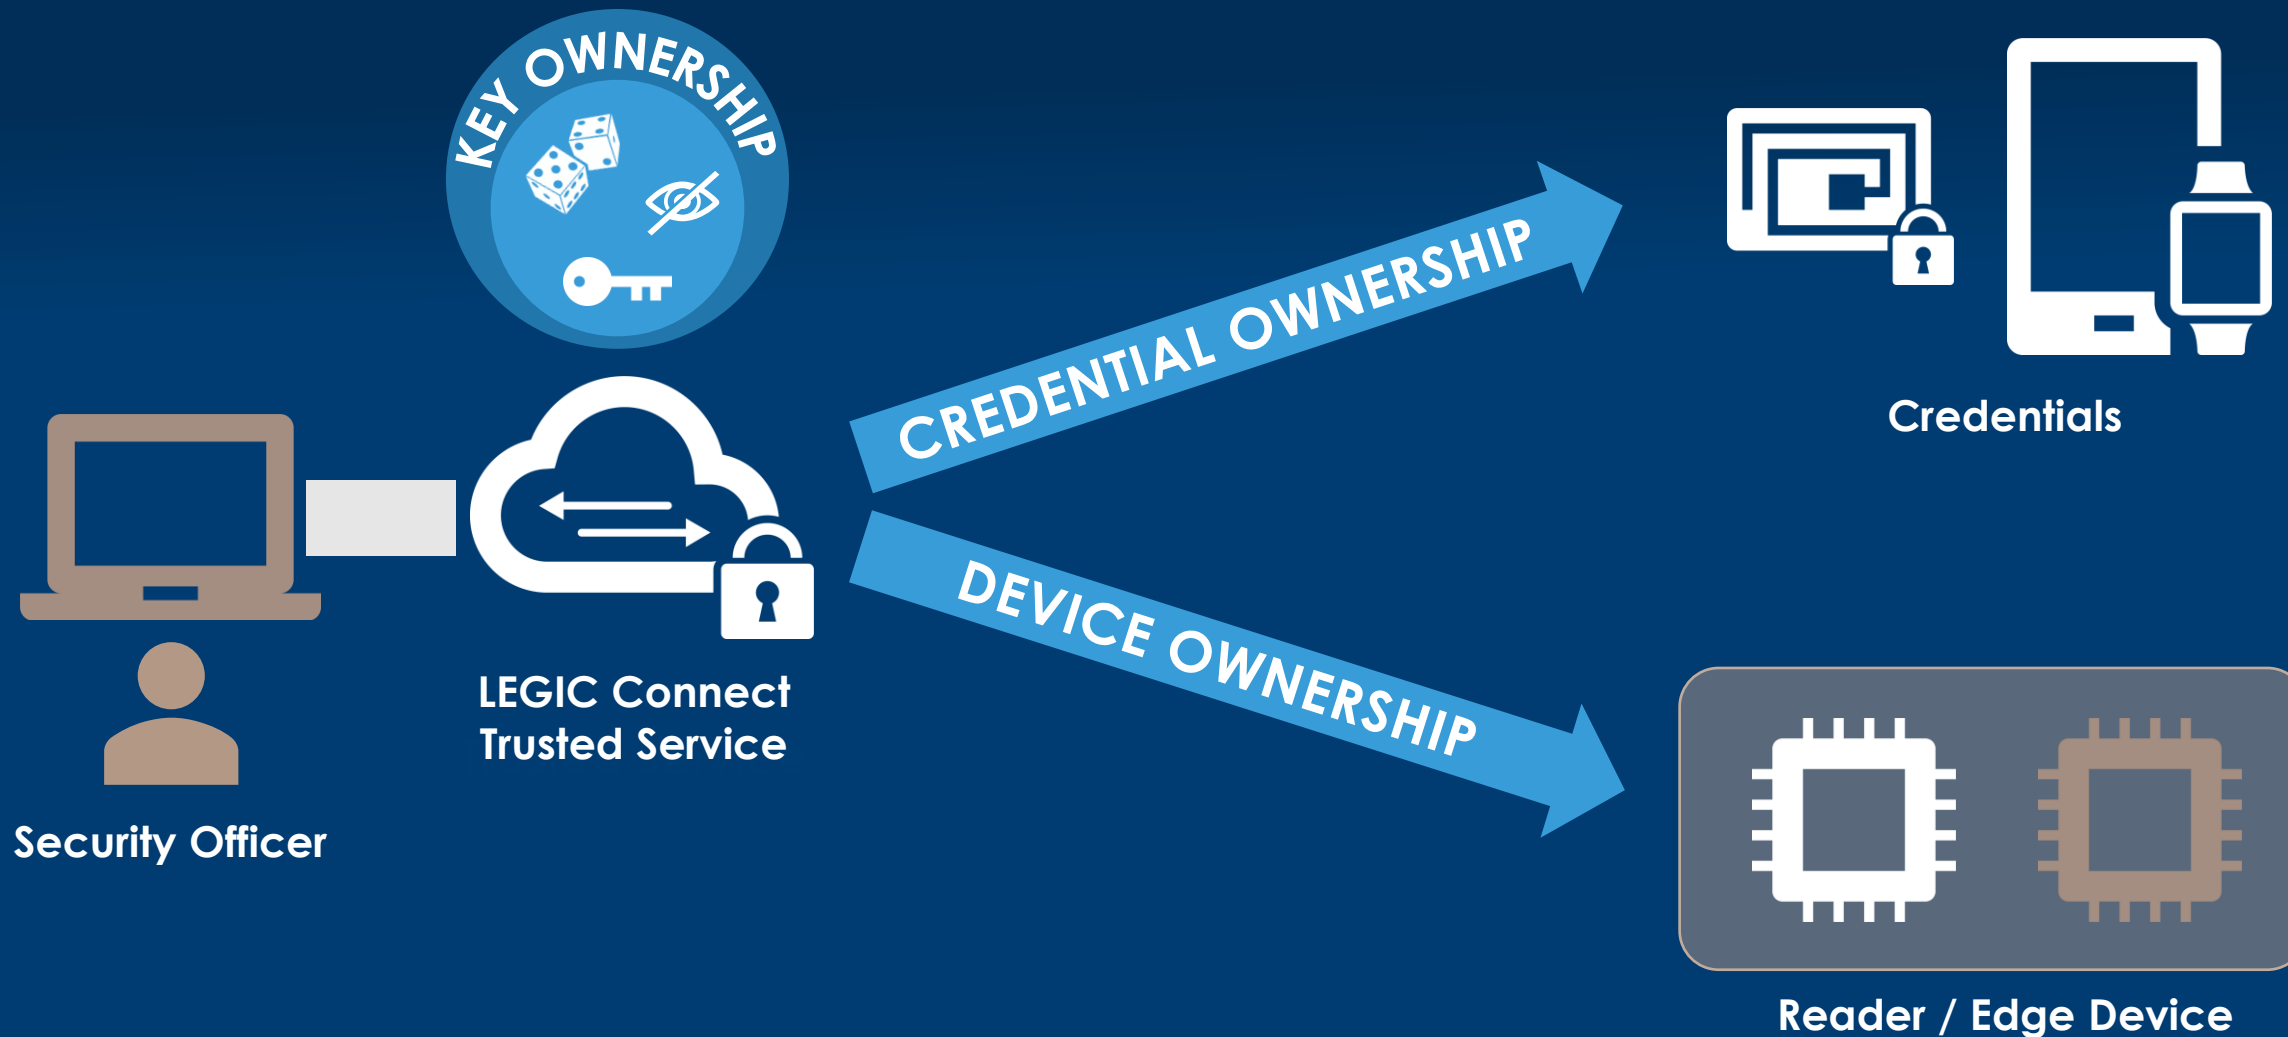 KEY OWNERSHIP
CREDENTIAL OWNERSHIP
Credentials
DEVICE OWNERSHIP
LEGIC Connect
Trusted Service
Security Officer
Reader / Edge Device